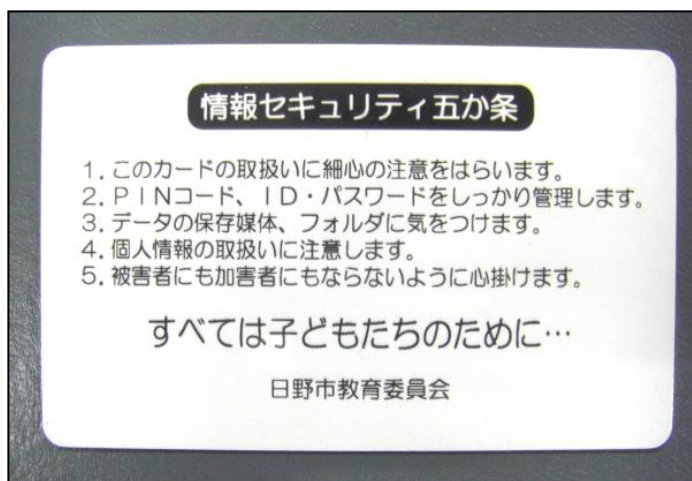 情報セキュリティ五か条
1．このカードの取扱いに細心の注意をはらいます。
2．ＰＩＮコード、ＩＤ・パスワードをしっかり管理します。
3．データの保存媒体、フォルダに気をつけます。
4．個人情報の取扱いに注意します。
5．被害者にも加害者にもならないように心掛けます。
すべては子どもたちのために…
日野市教育委員会